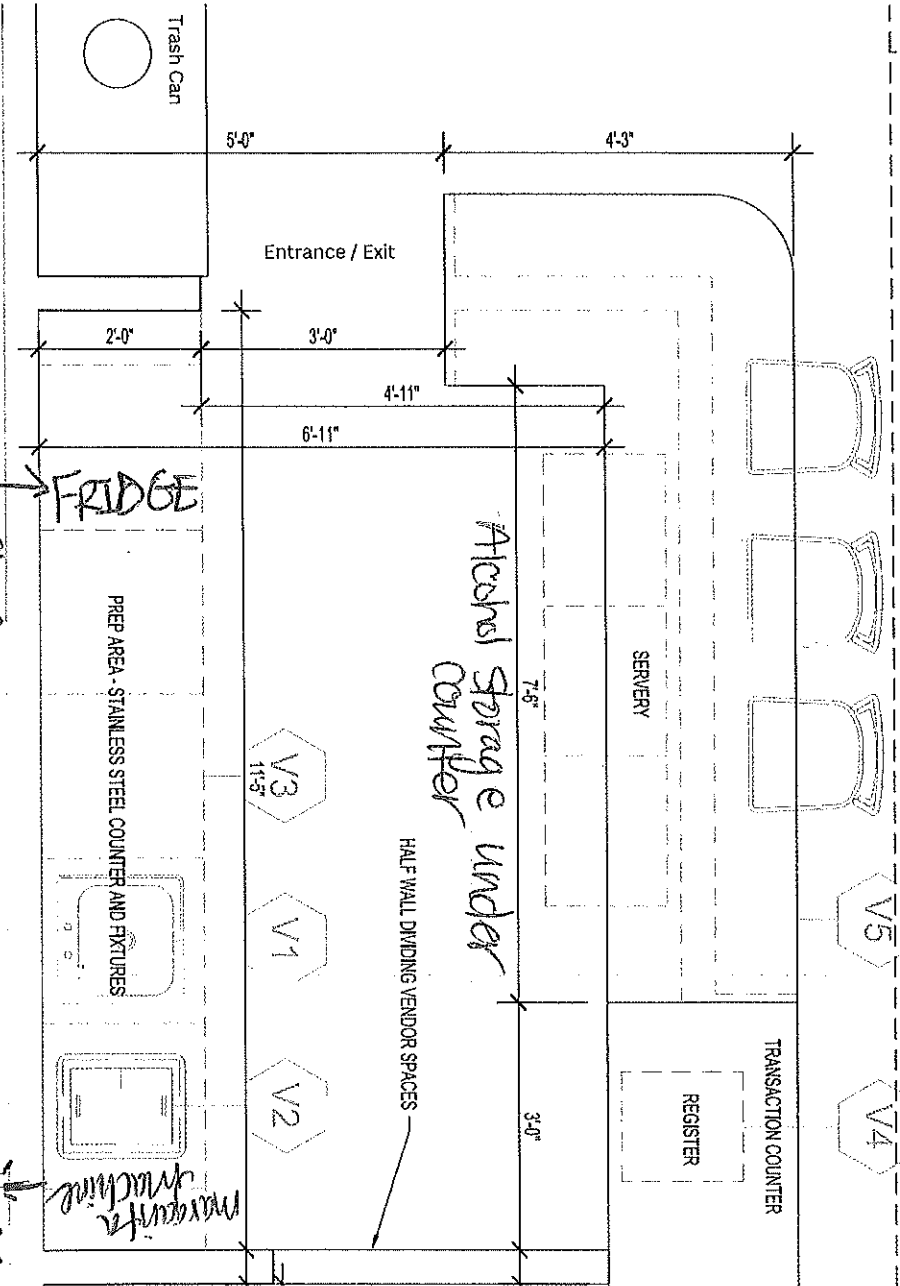 Trash Can
5'-0"
4'-3"
Entrance / Exit
2'-0"
3'-0"
4'-11"
6'-11"
FRIDGE
PREP AREA - STAINLESS STEEL COUNTER AND FIXTURES
Alcohol Storage under
counter
7'-6"
SERVERY
V3
11'-5"
V1
V2
HALF WALL DIVIDING VENDOR SPACES
3'-0"
V5
V4
TRANSACTION COUNTER
REGISTER
margarita
machine